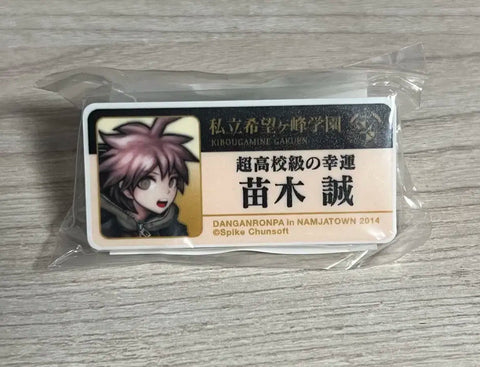 私立希望ヶ峰学園
KIBOUGAMINE GAKUEN
超高校級の幸運
苗木 誠
DANGANRONPA in NAMJATOWN 2014
©Spike Chunsoft